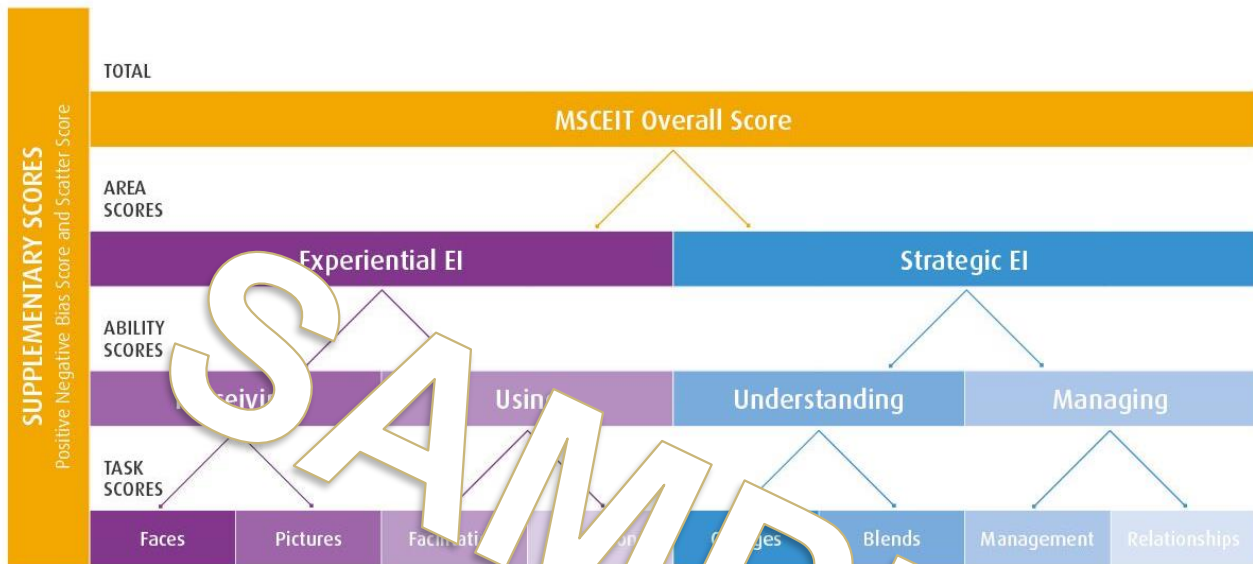 SUPPLEMENTARY SCORES
Positive Negative Bias Score and Scatter Score
TOTAL
MSCEIT Overall Score
AREA
SCORES
Experiential EI
Strategic EI
ABILITY
SCORES
Understanding
Managing
TASK
SCORES
Faces
Pictures
Blends
Management
Relationships
SAMP